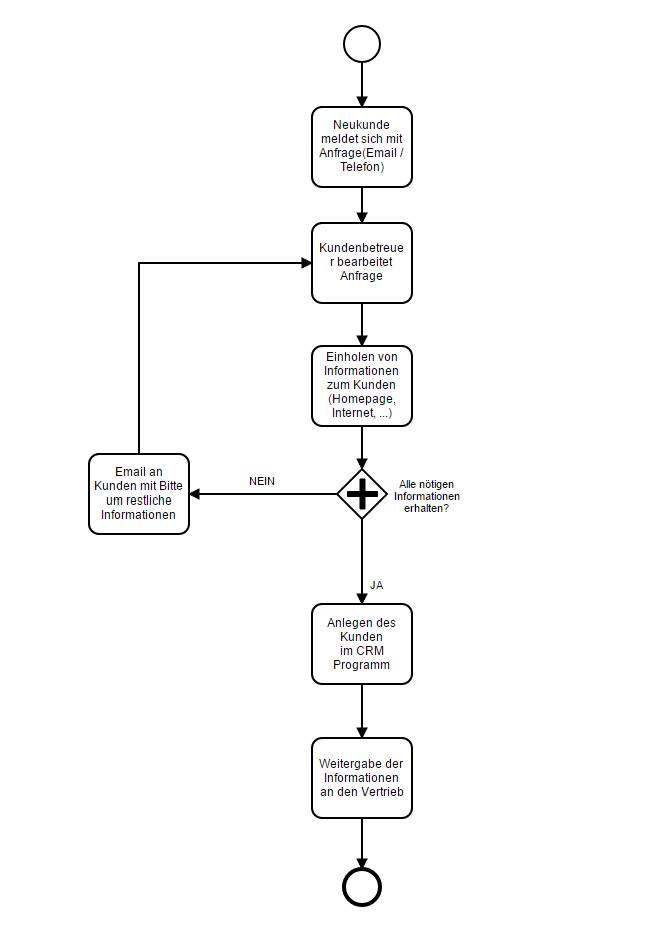 Neukunde
meldet sich mit
Anfrage(Email /
Telefon)
Kundenbetreue
r bearbeitet
Anfrage
Einholen von
Informationen
zum Kunden
(Homepage,
Internet, ...)
Email an
Kunden mit Bitte
um restliche
Informationen
NEIN
Alle nötigen
Informationen
erhalten?
JA
Anlegen des
Kunden
im CRM
Programm
Weitergabe der
Informationen
an den Vertrieb